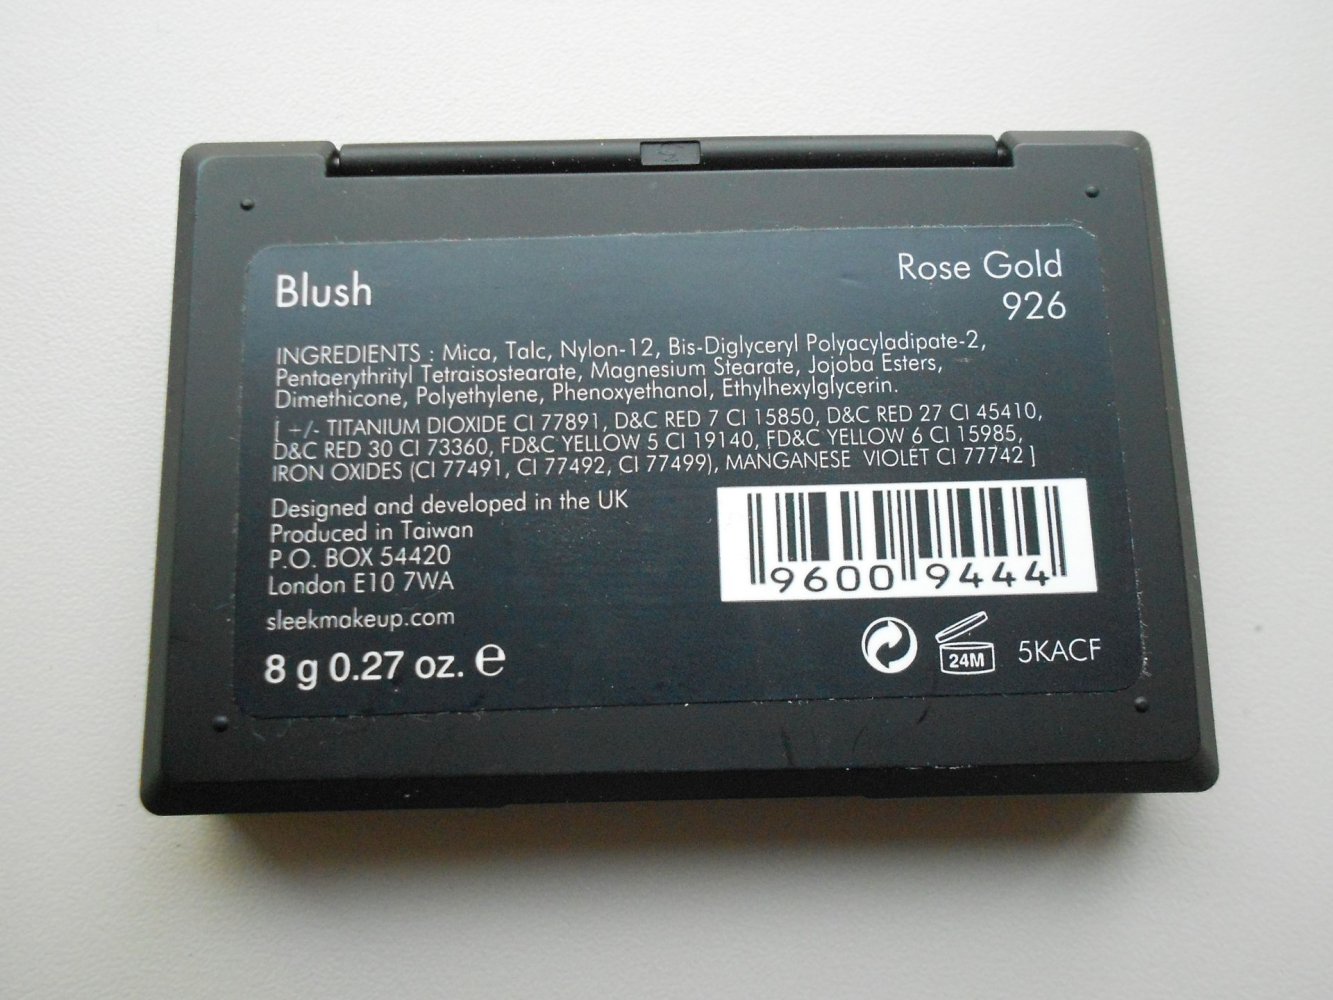 Blush
Rose Gold
926
INGREDIENTS : Mica, Talc, Nylon-12, Bis-Diglyceryl Polyacyladipate-2,
Pentaerythrityl Tetraisostearate, Magnesium Stearate, Jojoba Esters,
Dimethicone, Polyethylene, Phenoxyethanol, Ethylhexylglycerin.
[ +/- TITANIUM DIOXIDE CI 77891, D&C RED 7 CI 15850, D&C RED 27 CI 45410,
D&C RED 30 CI 73360, FD&C YELLOW 5 CI 19140, FD&C YELLOW 6 CI 15985,
IRON OXIDES (CI 77491, CI 77492, CI 77499), MANGANESE VIOLET CI 77742 ]
Designed and developed in the UK
Produced in Taiwan
P.O. BOX 54420
London E10 7WA
sleekmakeup.com
8 g 0.27 oz. ℮
9600 9444
24M
5KACF